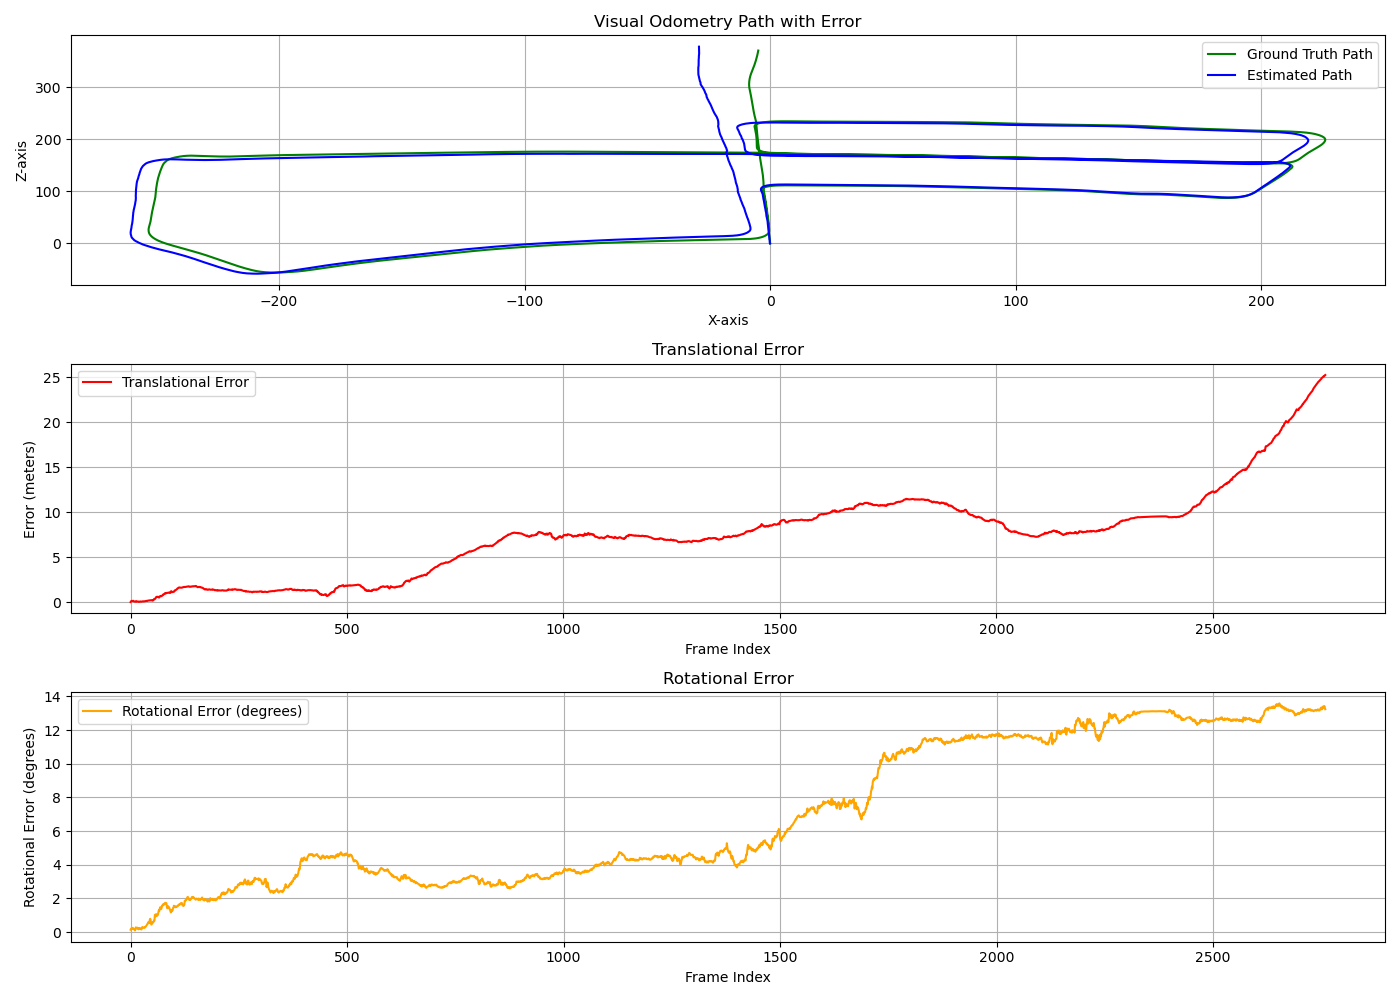 Visual Odometry Path with Error
Ground Truth Path
Estimated Path
Z-axis
300
200
100
0
−200
−100
0
100
200
X-axis
Translational Error
Translational Error
Error (meters)
25
20
15
10
5
0
0
500
1000
1500
2000
2500
Frame Index
Rotational Error
Rotational Error (degrees)
Rotational Error (degrees)
14
12
10
8
6
4
2
0
0
500
1000
1500
2000
2500
Frame Index